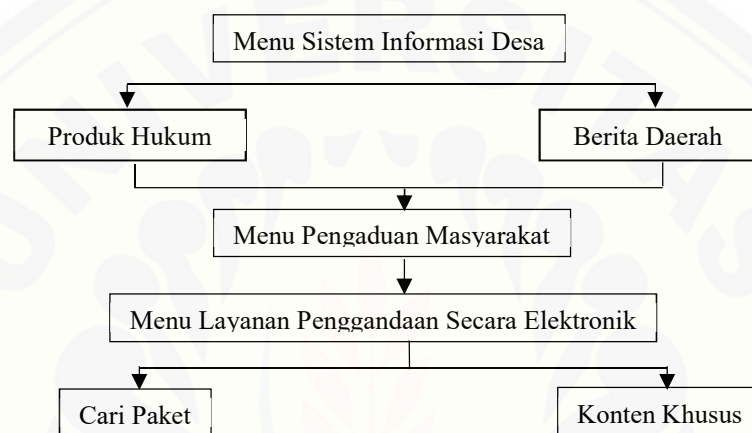 Menu Sistem Informasi Desa
Produk Hukum
Berita Daerah
Menu Pengaduan Masyarakat
Menu Layanan Penggandaan Secara Elektronik
Cari Paket
Konten Khusus
UNIVERSITAS